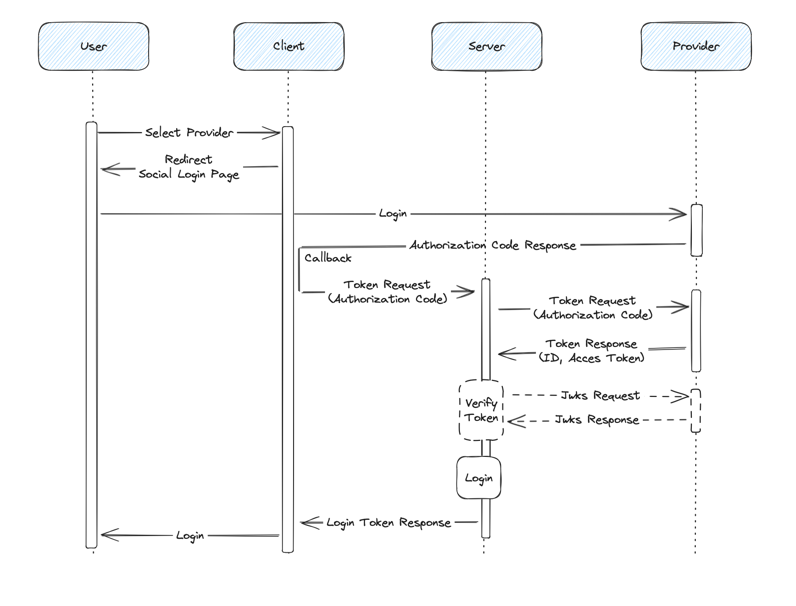 User
Client
Server
Provider
Select Provider
Redirect
Social Login Page
Login
Authorization Code Response
Callback
Token Request
(Authorization Code)
Token Request
(Authorization Code)
Token Response
(ID, Acces Token)
Verify
Token
Jwks Request
Jwks Response
Login
Login Token Response
Login